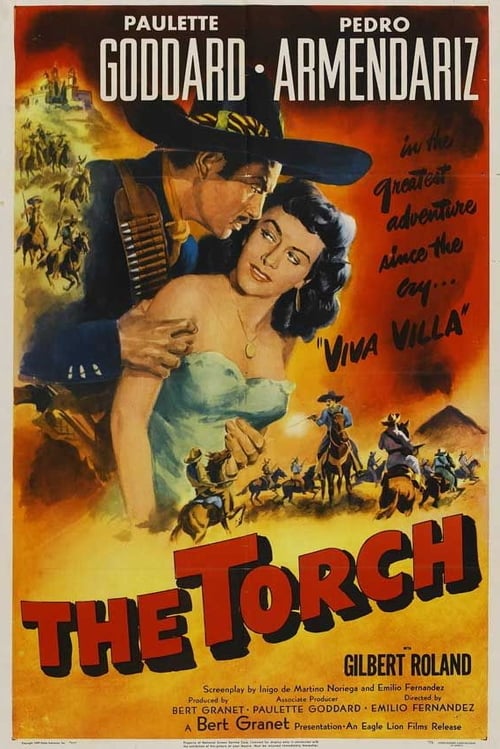 PAULETTE PEDRO
GODDARD · ARMENDARIZ
in the
greatest
adventure
since the
cry...
"VIVA VILLA"
THE TORCH
with
GILBERT ROLAND
Screenplay by Inigo de Martino Noriega and Emilio Fernandez
Produced by Associate Producer Directed by
BERT GRANET · PAULETTE GODDARD · EMILIO FERNANDEZ
A Bert Granet Presentation · An Eagle Lion Films Release